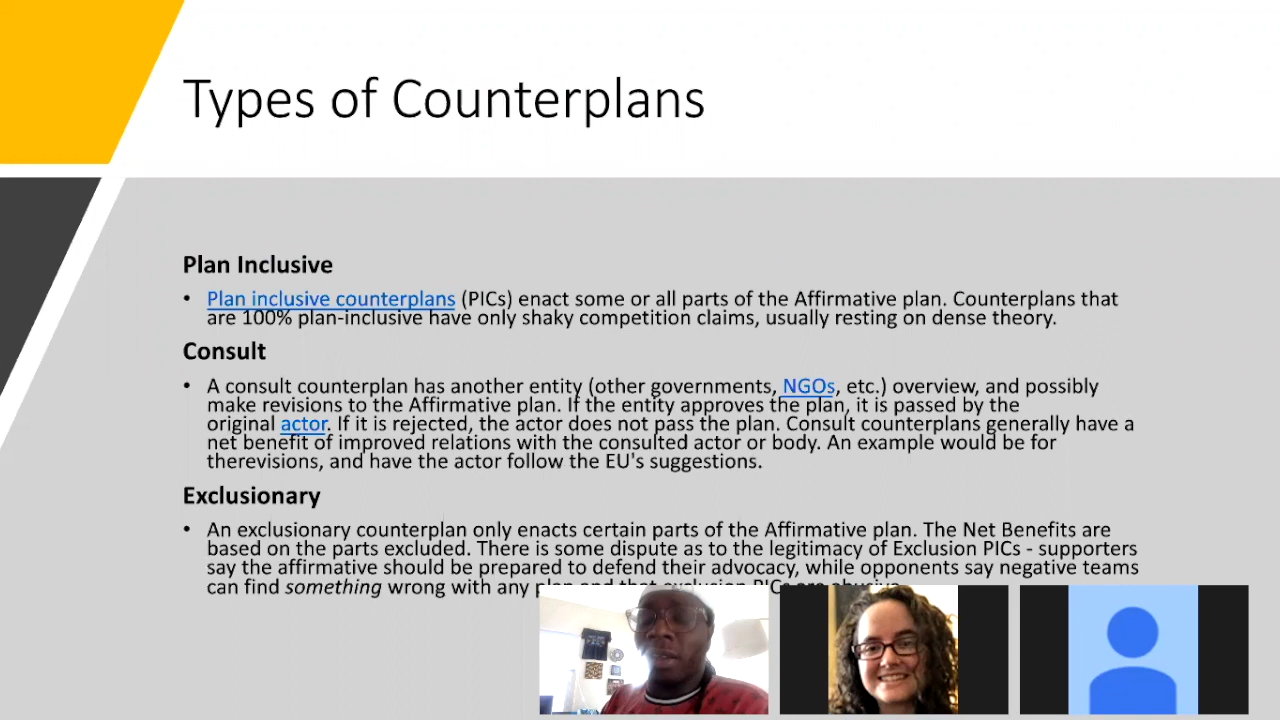 Types of Counterplans
Plan Inclusive
• Plan inclusive counterplans (PICs) enact some or all parts of the Affirmative plan. Counterplans that
are 100% plan-inclusive have only shaky competition claims, usually resting on dense theory.
Consult
• A consult counterplan has another entity (other governments, NGOs, etc.) overview, and possibly
make revisions to the Affirmative plan. If the entity approves the plan, it is passed by the
original actor. If it is rejected, the actor does not pass the plan. Consult counterplans generally have a
net benefit of improved relations with the consulted actor or body. An example would be for
therevisions, and have the actor follow the EU's suggestions.
Exclusionary
• An exclusionary counterplan only enacts certain parts of the Affirmative plan. The Net Benefits are
based on the parts excluded. There is some dispute as to the legitimacy of Exclusion PICs - supporters
say the affirmative should be prepared to defend their advocacy, while opponents say negative teams
can find something wrong with any plan and that exclusion PICs are